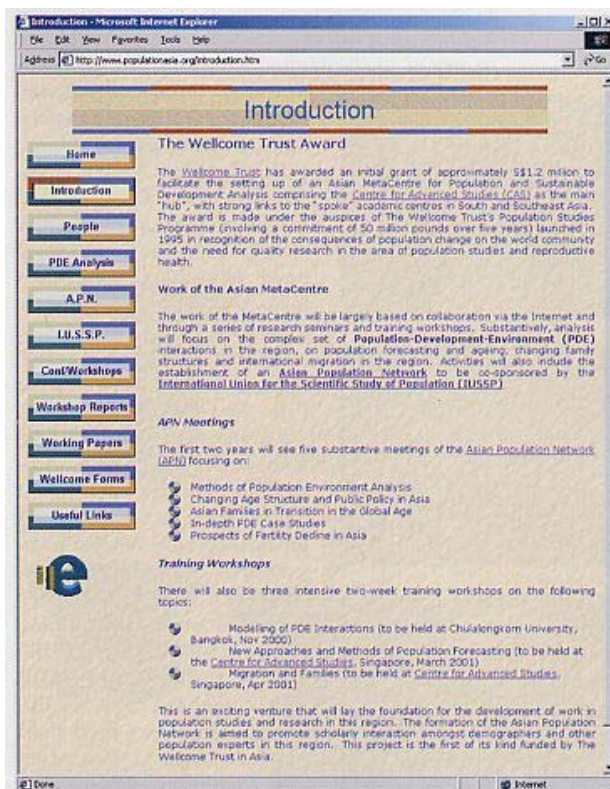 Introduction - Microsoft Internet Explorer
File Edit View Favorites Tools Help
Address http://www.populationasia.org/Introduction.htm Go
Introduction
Home
Introduction
People
PDE Analysis
A.P.N.
I.U.S.S.P.
Conf/Workshops
Workshop Reports
Working Papers
Wellcome Forms
Useful Links
e
The Wellcome Trust Award
The Wellcome Trust has awarded an initial grant of approximately S$1.2 million to
facilitate the setting up of an Asian MetaCentre for Population and Sustainable
Development Analysis comprising the Centre for Advanced Studies (CAS) as the main
"hub", with strong links to the "spoke" academic centres in South and Southeast Asia.
The award is made under the auspices of The Wellcome Trust's Population Studies
Programme (involving a commitment of 50 million pounds over five years) launched in
1995 in recognition of the consequences of population change on the world community
and the need for quality research in the area of population studies and reproductive
health.
Work of the Asian MetaCentre
The work of the MetaCentre will be largely based on collaboration via the Internet and
through a series of research seminars and training workshops. Substantively, analysis
will focus on the complex set of Population-Development-Environment (PDE)
interactions in the region, on population forecasting and ageing, changing family
structures and international migration in the region. Activities will also include the
establishment of an Asian Population Network to be co-sponsored by the
International Union for the Scientific Study of Population (IUSSP)
APN Meetings
The first two years will see five substantive meetings of the Asian Population Network
(APN) focusing on:
Methods of Population Environment Analysis
Changing Age Structure and Public Policy in Asia
Asian Families in Transition in the Global Age
In-depth PDE Case Studies
Prospects of Fertility Decline in Asia
Training Workshops
There will also be three intensive two-week training workshops on the following
topics:
Modelling of PDE Interactions (to be held at Chulalongkorn University,
Bangkok, Nov 2000)
New Approaches and Methods of Population Forecasting (to be held at
the Centre for Advanced Studies, Singapore, March 2001)
Migration and Families (to be held at Centre for Advanced Studies,
Singapore, Apr 2001)
This is an exciting venture that will lay the foundation for the development of work in
population studies and research in this region. The formation of the Asian Population
Network is aimed to promote scholarly interaction amongst demographers and other
population experts in this region. This project is the first of its kind funded by The
Wellcome Trust in Asia.
Done Internet